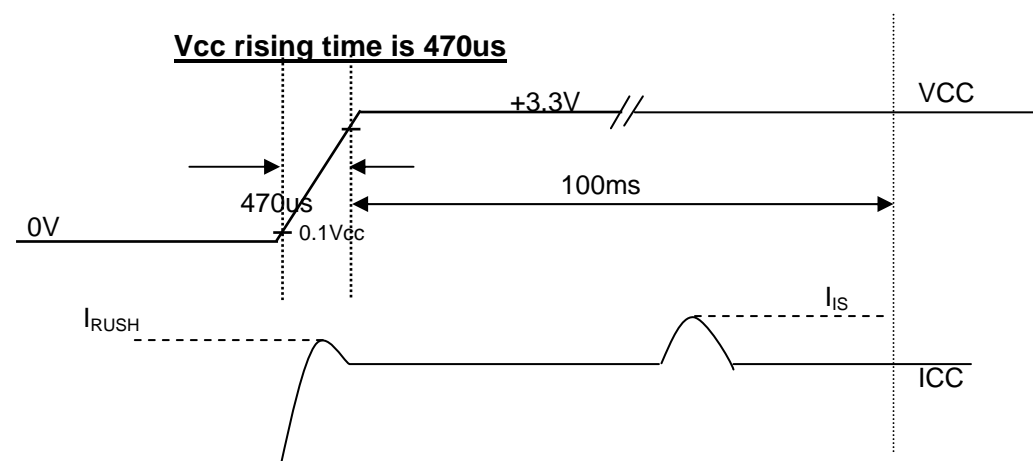 Vcc rising time is 470us
+3.3V
VCC
100ms
470us
0V
0.1Vcc
IIS
IRUSH
ICC